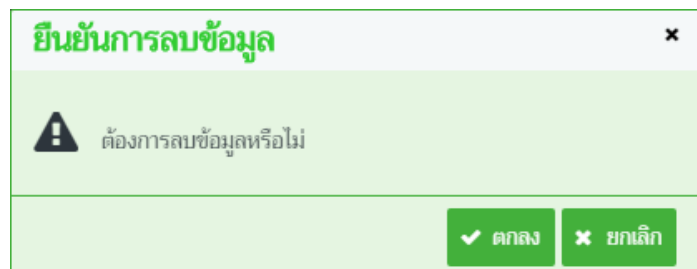 ยืนยันการลบข้อมูล
ต้องการลบข้อมูลหรือไม่
ตกลง ยกเลิก